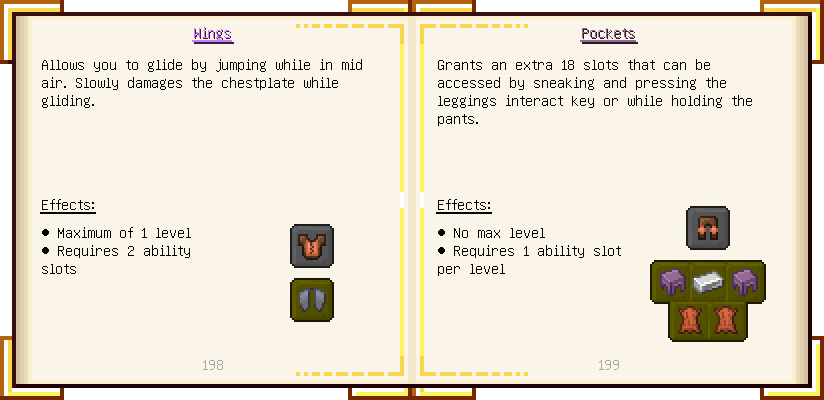 Wings
Allows you to glide by jumping while in mid
air. Slowly damages the chestplate while
gliding.
Effects:
● Maximum of 1 level
● Requires 2 ability
slots
198
Pockets
Grants an extra 18 slots that can be
accessed by sneaking and pressing the
leggings interact key or while holding the
pants.
Effects:
● No max level
● Requires 1 ability slot
per level
199